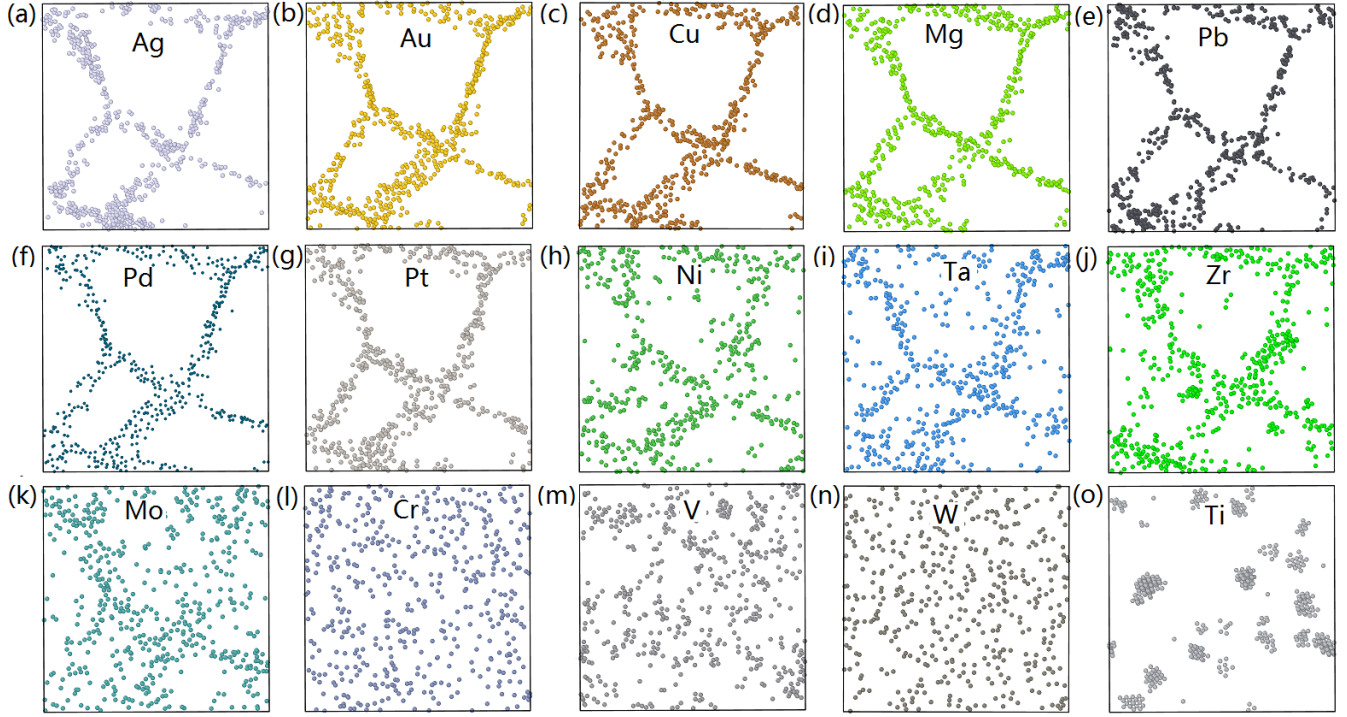 (a) Ag
(b) Au
(c) Cu
(d) Mg
(e) Pb
(f) Pd
(g) Pt
(h) Ni
(i) Ta
(j) Zr
(k) Mo
(l) Cr
(m) V
(n) W
(o) Ti